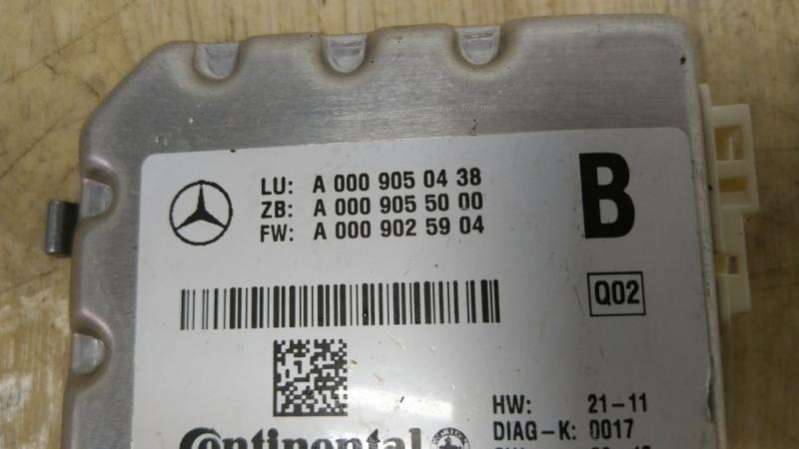 LU: A 000 905 04 38
ZB: A 000 905 50 00
FW: A 000 902 59 04
B
Q02
HW: 21-11
DIAG-K: 0017
Continental